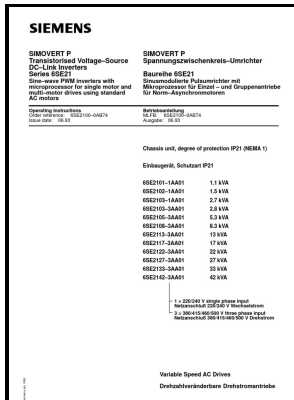 SIEMENS
SIMOVERT P
Transistorised Voltage–Source
DC–Link Inverters
Series 6SE21
Sine–wave PWM inverters with
microprocessor for single motor and
multi–motor drives using standard
AC motors
SIMOVERT P
Spannungszwischenkreis–Umrichter
Baureihe 6SE21
Sinusmodulierte Pulsumrichter mit
Mikroprozessor für Einzel – und Gruppenantriebe
für Norm–Asynchronmotoren
Operating Instructions
Order reference: 6SE2100–0AB74
Issue date: 06.93
Betriebsanleitung
MLFB: 6SE2100–0AB74
Ausgabe: 06.93
Chassis unit, degree of protection IP21 (NEMA 1)
Einbaugerät, Schutzart IP21
6SE2101–1AA01 1.1 kVA
6SE2102–1AA01 1.5 kVA
6SE2103–1AA01 2.7 kVA
6SE2103–3AA01 2.8 kVA
6SE2105–3AA01 5.3 kVA
6SE2108–3AA01 8.3 kVA
6SE2113–3AA01 13 kVA
6SE2117–3AA01 17 kVA
6SE2122–3AA01 22 kVA
6SE2127–3AA01 27 kVA
6SE2133–3AA01 33 kVA
6SE2142–3AA01 42 kVA
1 = 220/240 V single phase input
Netzanschluß 220/240 V Wechselstrom
3 = 380/415/460/500 V three phase input
Netzanschluß 380/415/460/500 V Drehstrom
Variable Speed AC Drives
Drehzahlveränderbare Drehstromantriebe